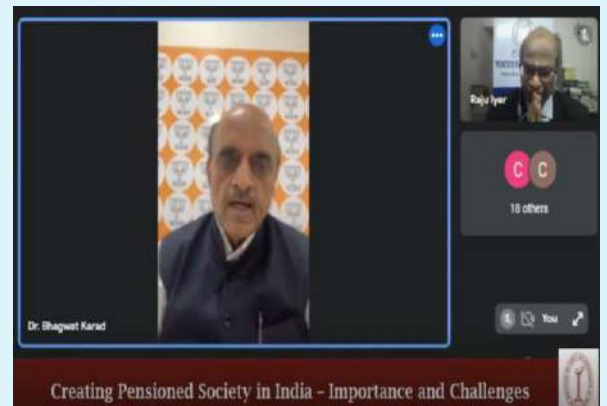 Raju Iyer
C C
18 others
Dr. Bhagwat Karad
You
Creating Pensioned Society in India – Importance and Challenges